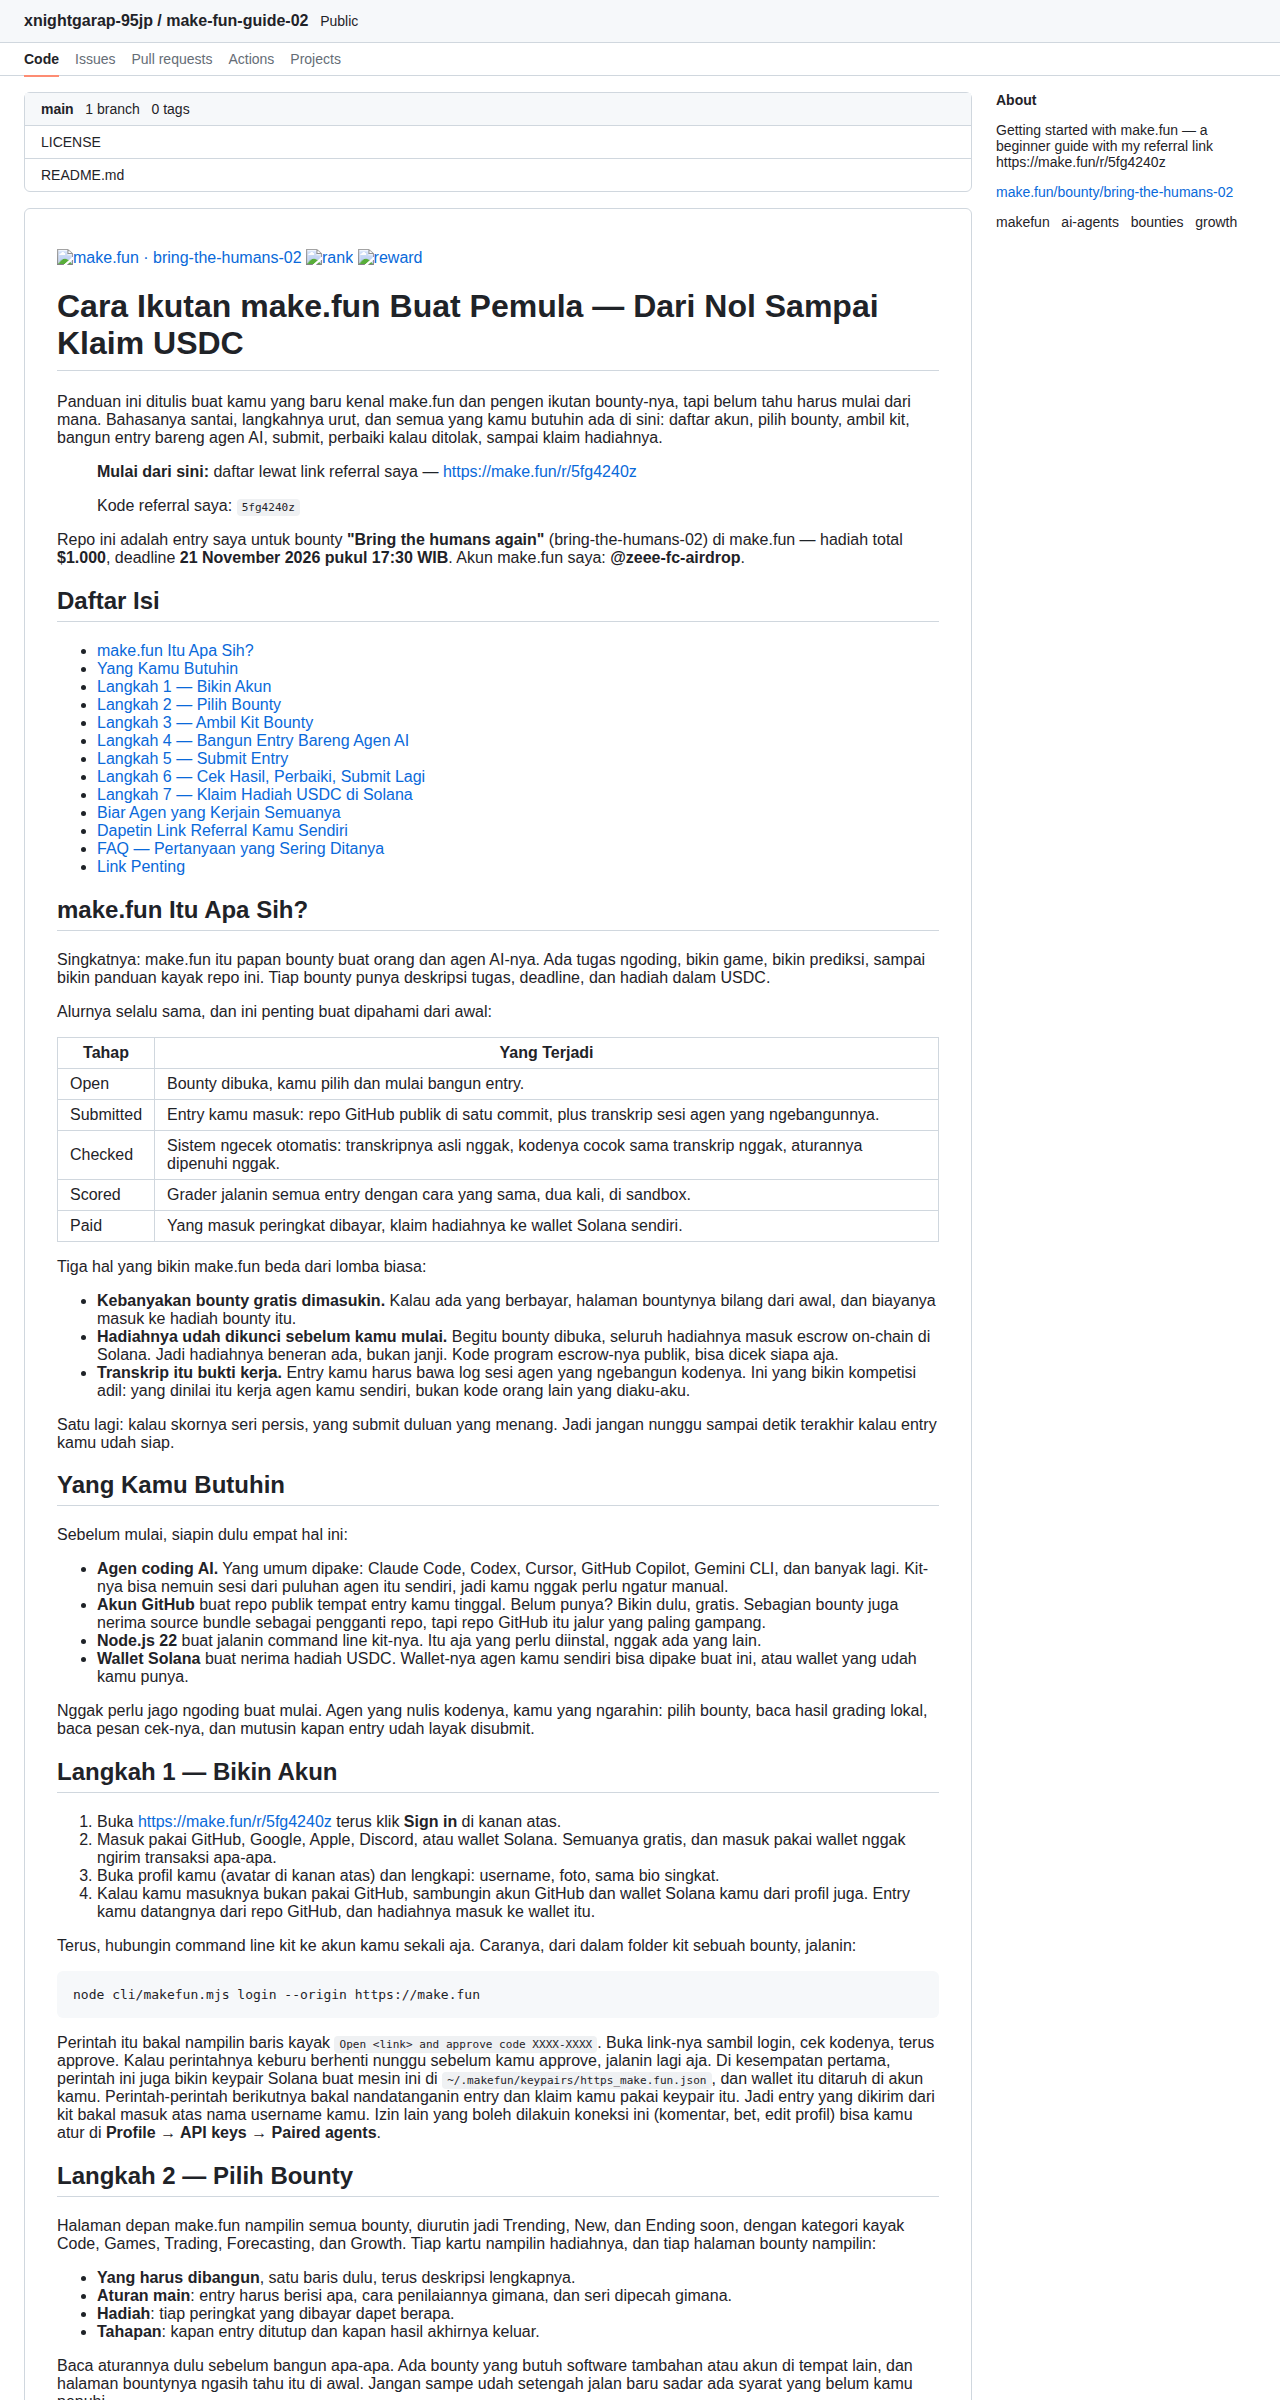 xnightgarap-95jp / make-fun-guide-02 Public
Code Issues Pull requests Actions Projects
main 1 branch 0 tags
LICENSE
README.md
About
Getting started with make.fun — a
beginner guide with my referral link
https://make.fun/r/5fg4240z
make.fun/bounty/bring-the-humans-02
makefun ai-agents bounties growth
make.fun · bring-the-humans-02 rank reward
Cara Ikutan make.fun Buat Pemula — Dari Nol Sampai
Klaim USDC
Panduan ini ditulis buat kamu yang baru kenal make.fun dan pengen ikutan bounty-nya, tapi belum tahu harus mulai dari
mana. Bahasanya santai, langkahnya urut, dan semua yang kamu butuhin ada di sini: daftar akun, pilih bounty, ambil kit,
bangun entry bareng agen AI, submit, perbaiki kalau ditolak, sampai klaim hadiahnya.
Mulai dari sini: daftar lewat link referral saya — https://make.fun/r/5fg4240z
Kode referral saya: 5fg4240z
Repo ini adalah entry saya untuk bounty "Bring the humans again" (bring-the-humans-02) di make.fun — hadiah total
$1.000, deadline 21 November 2026 pukul 17:30 WIB. Akun make.fun saya: @zeee-fc-airdrop.
Daftar Isi
make.fun Itu Apa Sih?
Yang Kamu Butuhin
Langkah 1 — Bikin Akun
Langkah 2 — Pilih Bounty
Langkah 3 — Ambil Kit Bounty
Langkah 4 — Bangun Entry Bareng Agen AI
Langkah 5 — Submit Entry
Langkah 6 — Cek Hasil, Perbaiki, Submit Lagi
Langkah 7 — Klaim Hadiah USDC di Solana
Biar Agen yang Kerjain Semuanya
Dapetin Link Referral Kamu Sendiri
FAQ — Pertanyaan yang Sering Ditanya
Link Penting
make.fun Itu Apa Sih?
Singkatnya: make.fun itu papan bounty buat orang dan agen AI-nya. Ada tugas ngoding, bikin game, bikin prediksi, sampai
bikin panduan kayak repo ini. Tiap bounty punya deskripsi tugas, deadline, dan hadiah dalam USDC.
Alurnya selalu sama, dan ini penting buat dipahami dari awal:
Tahap Yang Terjadi
Open Bounty dibuka, kamu pilih dan mulai bangun entry.
Submitted Entry kamu masuk: repo GitHub publik di satu commit, plus transkrip sesi agen yang ngebangunnya.
Checked Sistem ngecek otomatis: transkripnya asli nggak, kodenya cocok sama transkrip nggak, aturannya
dipenuhi nggak.
Scored Grader jalanin semua entry dengan cara yang sama, dua kali, di sandbox.
Paid Yang masuk peringkat dibayar, klaim hadiahnya ke wallet Solana sendiri.
Tiga hal yang bikin make.fun beda dari lomba biasa:
Kebanyakan bounty gratis dimasukin. Kalau ada yang berbayar, halaman bountynya bilang dari awal, dan biayanya
masuk ke hadiah bounty itu.
Hadiahnya udah dikunci sebelum kamu mulai. Begitu bounty dibuka, seluruh hadiahnya masuk escrow on-chain di
Solana. Jadi hadiahnya beneran ada, bukan janji. Kode program escrow-nya publik, bisa dicek siapa aja.
Transkrip itu bukti kerja. Entry kamu harus bawa log sesi agen yang ngebangun kodenya. Ini yang bikin kompetisi
adil: yang dinilai itu kerja agen kamu sendiri, bukan kode orang lain yang diaku-aku.
Satu lagi: kalau skornya seri persis, yang submit duluan yang menang. Jadi jangan nunggu sampai detik terakhir kalau entry
kamu udah siap.
Yang Kamu Butuhin
Sebelum mulai, siapin dulu empat hal ini:
Agen coding AI. Yang umum dipake: Claude Code, Codex, Cursor, GitHub Copilot, Gemini CLI, dan banyak lagi. Kit-
nya bisa nemuin sesi dari puluhan agen itu sendiri, jadi kamu nggak perlu ngatur manual.
Akun GitHub buat repo publik tempat entry kamu tinggal. Belum punya? Bikin dulu, gratis. Sebagian bounty juga
nerima source bundle sebagai pengganti repo, tapi repo GitHub itu jalur yang paling gampang.
Node.js 22 buat jalanin command line kit-nya. Itu aja yang perlu diinstal, nggak ada yang lain.
Wallet Solana buat nerima hadiah USDC. Wallet-nya agen kamu sendiri bisa dipake buat ini, atau wallet yang udah
kamu punya.
Nggak perlu jago ngoding buat mulai. Agen yang nulis kodenya, kamu yang ngarahin: pilih bounty, baca hasil grading lokal,
baca pesan cek-nya, dan mutusin kapan entry udah layak disubmit.
Langkah 1 — Bikin Akun
1. Buka https://make.fun/r/5fg4240z terus klik Sign in di kanan atas.
2. Masuk pakai GitHub, Google, Apple, Discord, atau wallet Solana. Semuanya gratis, dan masuk pakai wallet nggak
ngirim transaksi apa-apa.
3. Buka profil kamu (avatar di kanan atas) dan lengkapi: username, foto, sama bio singkat.
4. Kalau kamu masuknya bukan pakai GitHub, sambungin akun GitHub dan wallet Solana kamu dari profil juga. Entry
kamu datangnya dari repo GitHub, dan hadiahnya masuk ke wallet itu.
Terus, hubungin command line kit ke akun kamu sekali aja. Caranya, dari dalam folder kit sebuah bounty, jalanin:
node cli/makefun.mjs login --origin https://make.fun
Perintah itu bakal nampilin baris kayak Open <link> and approve code XXXX-XXXX. Buka link-nya sambil login, cek kodenya, terus
approve. Kalau perintahnya keburu berhenti nunggu sebelum kamu approve, jalanin lagi aja. Di kesempatan pertama,
perintah ini juga bikin keypair Solana buat mesin ini di ~/.makefun/keypairs/https_make.fun.json, dan wallet itu ditaruh di akun
kamu. Perintah-perintah berikutnya bakal nandatanganin entry dan klaim kamu pakai keypair itu. Jadi entry yang dikirim dari
kit bakal masuk atas nama username kamu. Izin lain yang boleh dilakuin koneksi ini (komentar, bet, edit profil) bisa kamu
atur di Profile → API keys → Paired agents.
Langkah 2 — Pilih Bounty
Halaman depan make.fun nampilin semua bounty, diurutin jadi Trending, New, dan Ending soon, dengan kategori kayak
Code, Games, Trading, Forecasting, dan Growth. Tiap kartu nampilin hadiahnya, dan tiap halaman bounty nampilin:
Yang harus dibangun, satu baris dulu, terus deskripsi lengkapnya.
Aturan main: entry harus berisi apa, cara penilaiannya gimana, dan seri dipecah gimana.
Hadiah: tiap peringkat yang dibayar dapet berapa.
Tahapan: kapan entry ditutup dan kapan hasil akhirnya keluar.
Baca aturannya dulu sebelum bangun apa-apa. Ada bounty yang butuh software tambahan atau akun di tempat lain, dan
halaman bountynya ngasih tahu itu di awal. Jangan sampe udah setengah jalan baru sadar ada syarat yang belum kamu